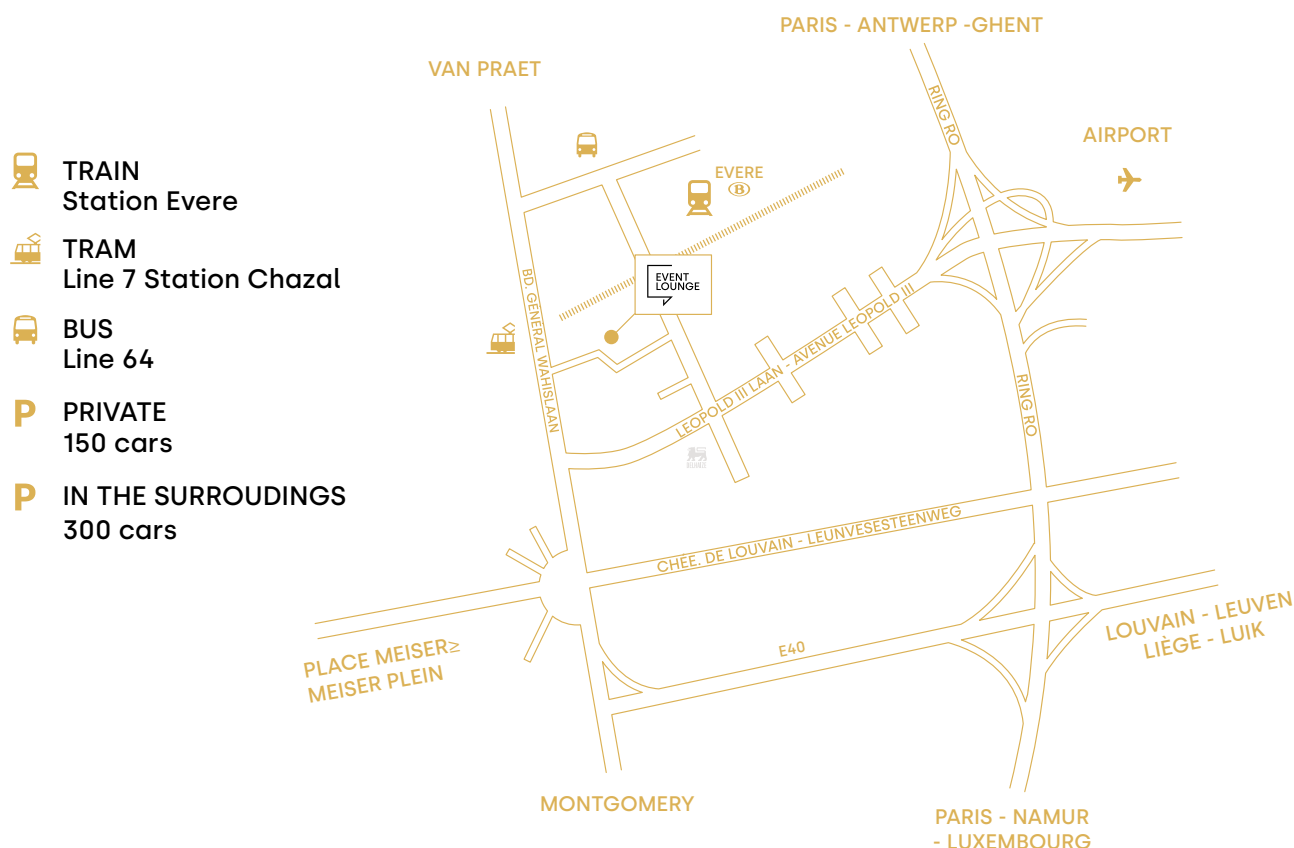 PARIS - ANTWERP -GHENT
VAN PRAET
RING RO
AIRPORT
TRAIN
Station Evere
EVERE
B
TRAM
Line 7 Station Chazal
EVENT
LOUNGE
BD. GENERAL WAHISLAAN
BUS
Line 64
LEOPOLD III LAAN - AVENUE LEOPOLD III
RING RO
P
PRIVATE
150 cars
P
IN THE SURROUDINGS
300 cars
CHÉE. DE LOUVAIN - LEUNVESESTEENWEG
PLACE MEISER≥
MEISER PLEIN
E40
LOUVAIN - LEUVEN
LIÈGE - LUIK
MONTGOMERY
PARIS - NAMUR
- LUXEMBOURG